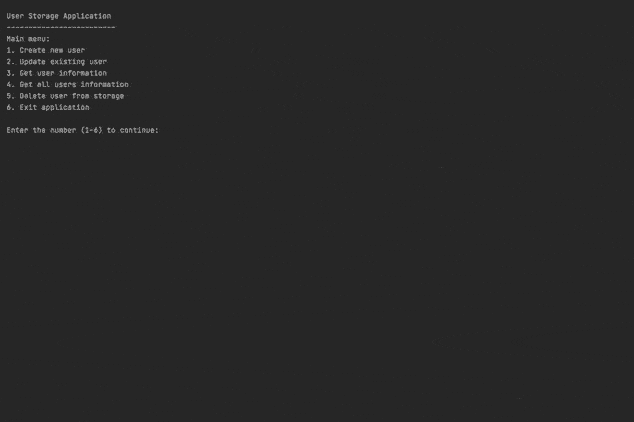 User Storage Application
~~~~~~~~~~~~~~~~~~~~~~~~~
Main menu:
1. Create new user
2. Update existing user
3. Get user information
4. Get all users information
5. Delete user from storage
6. Exit application
Enter the number (1-6) to continue: